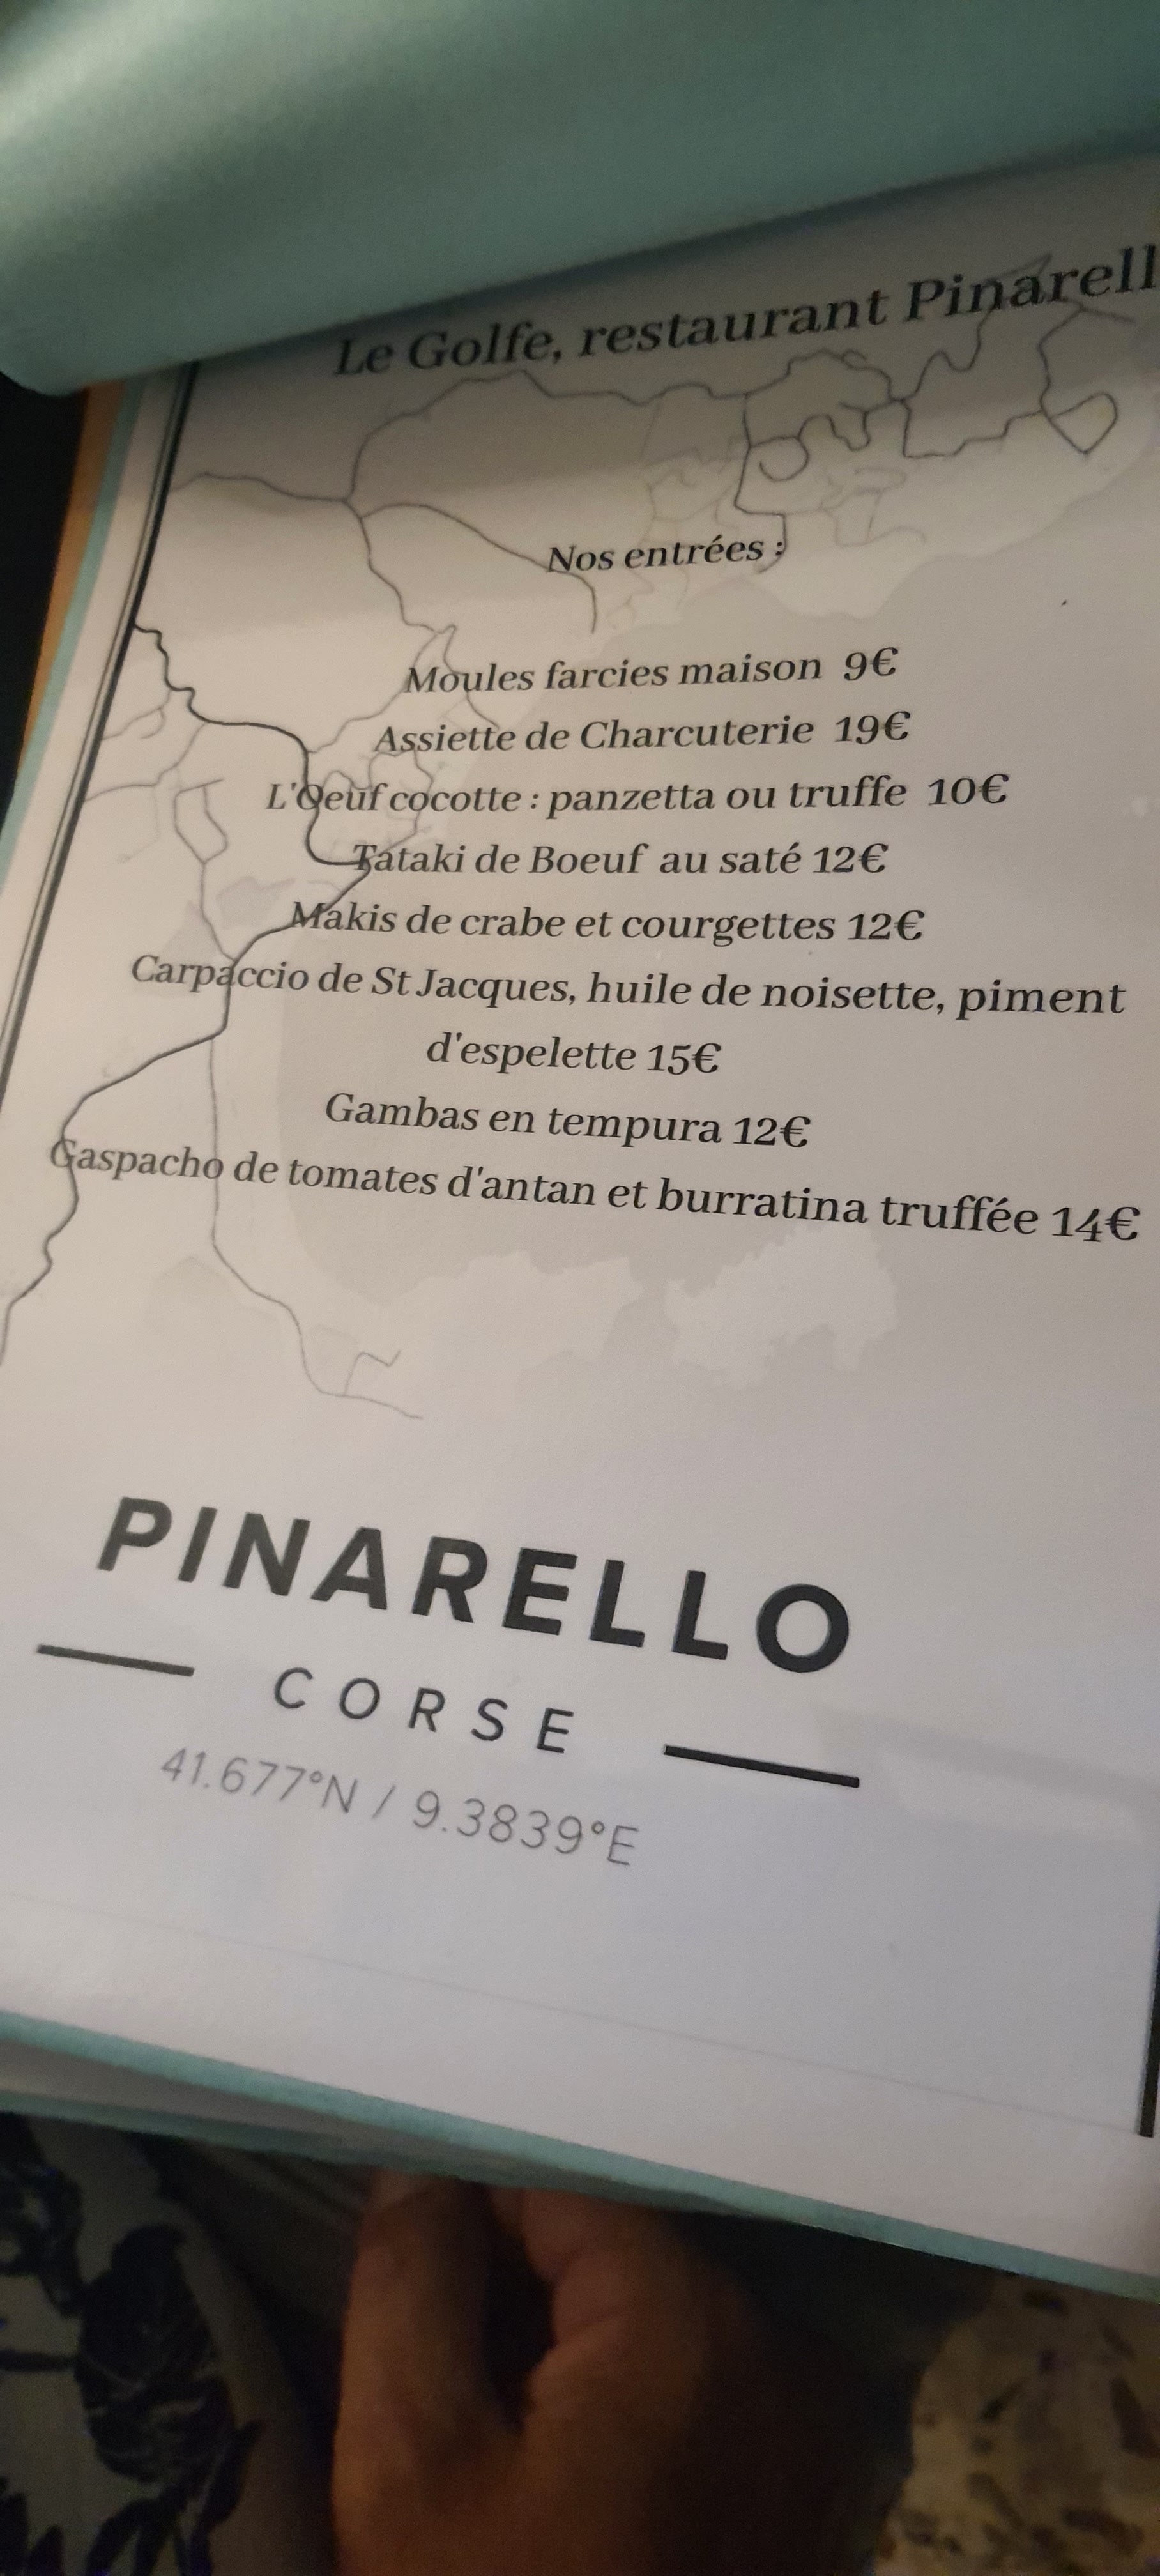 Le Golfe, restaurant Pinarell
Nos entrées :
Moules farcies maison 9€
Assiette de Charcuterie 19€
L'Oeuf cocotte : panzetta ou truffe 10€
Tataki de Boeuf au saté 12€
Makis de crabe et courgettes 12€
Carpaccio de St Jacques, huile de noisette, piment
d'espelette 15€
Gambas en tempura 12€
Gaspacho de tomates d'antan et burratina truffée 14€
PINARELLO
CORSE
41.677°N / 9.3839°E